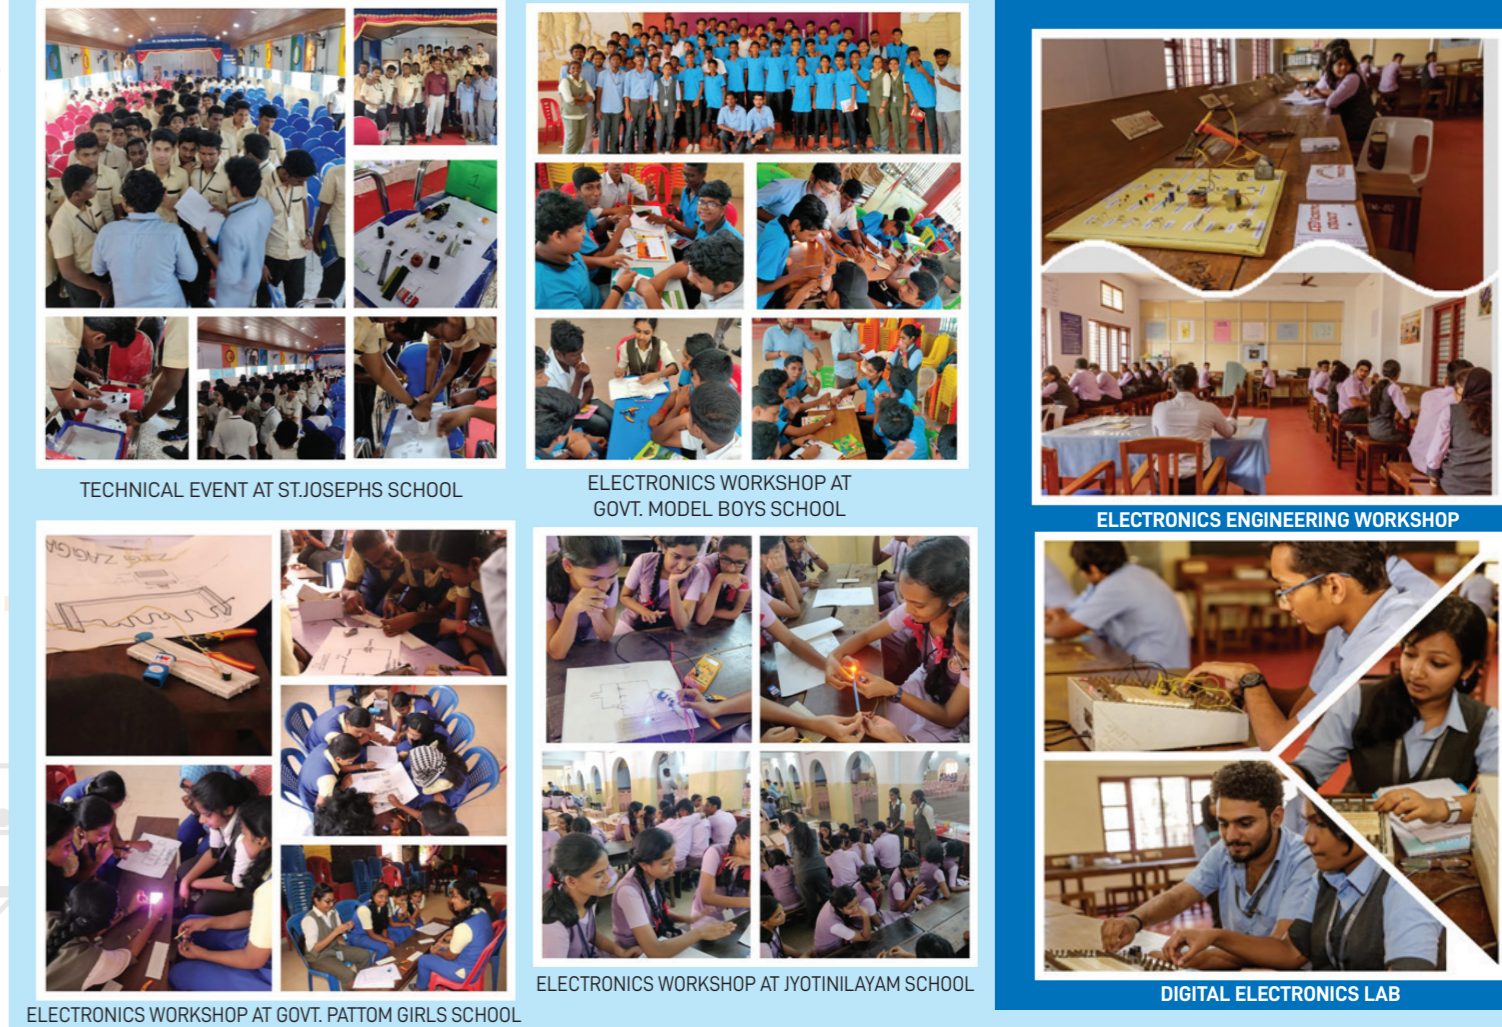 TECHNICAL EVENT AT ST.JOSEPHS SCHOOL
ELECTRONICS WORKSHOP AT
GOVT. MODEL BOYS SCHOOL
ELECTRONICS WORKSHOP AT GOVT. PATTOM GIRLS SCHOOL
ELECTRONICS WORKSHOP AT JYOTINILAYAM SCHOOL
ELECTRONICS ENGINEERING WORKSHOP
DIGITAL ELECTRONICS LAB